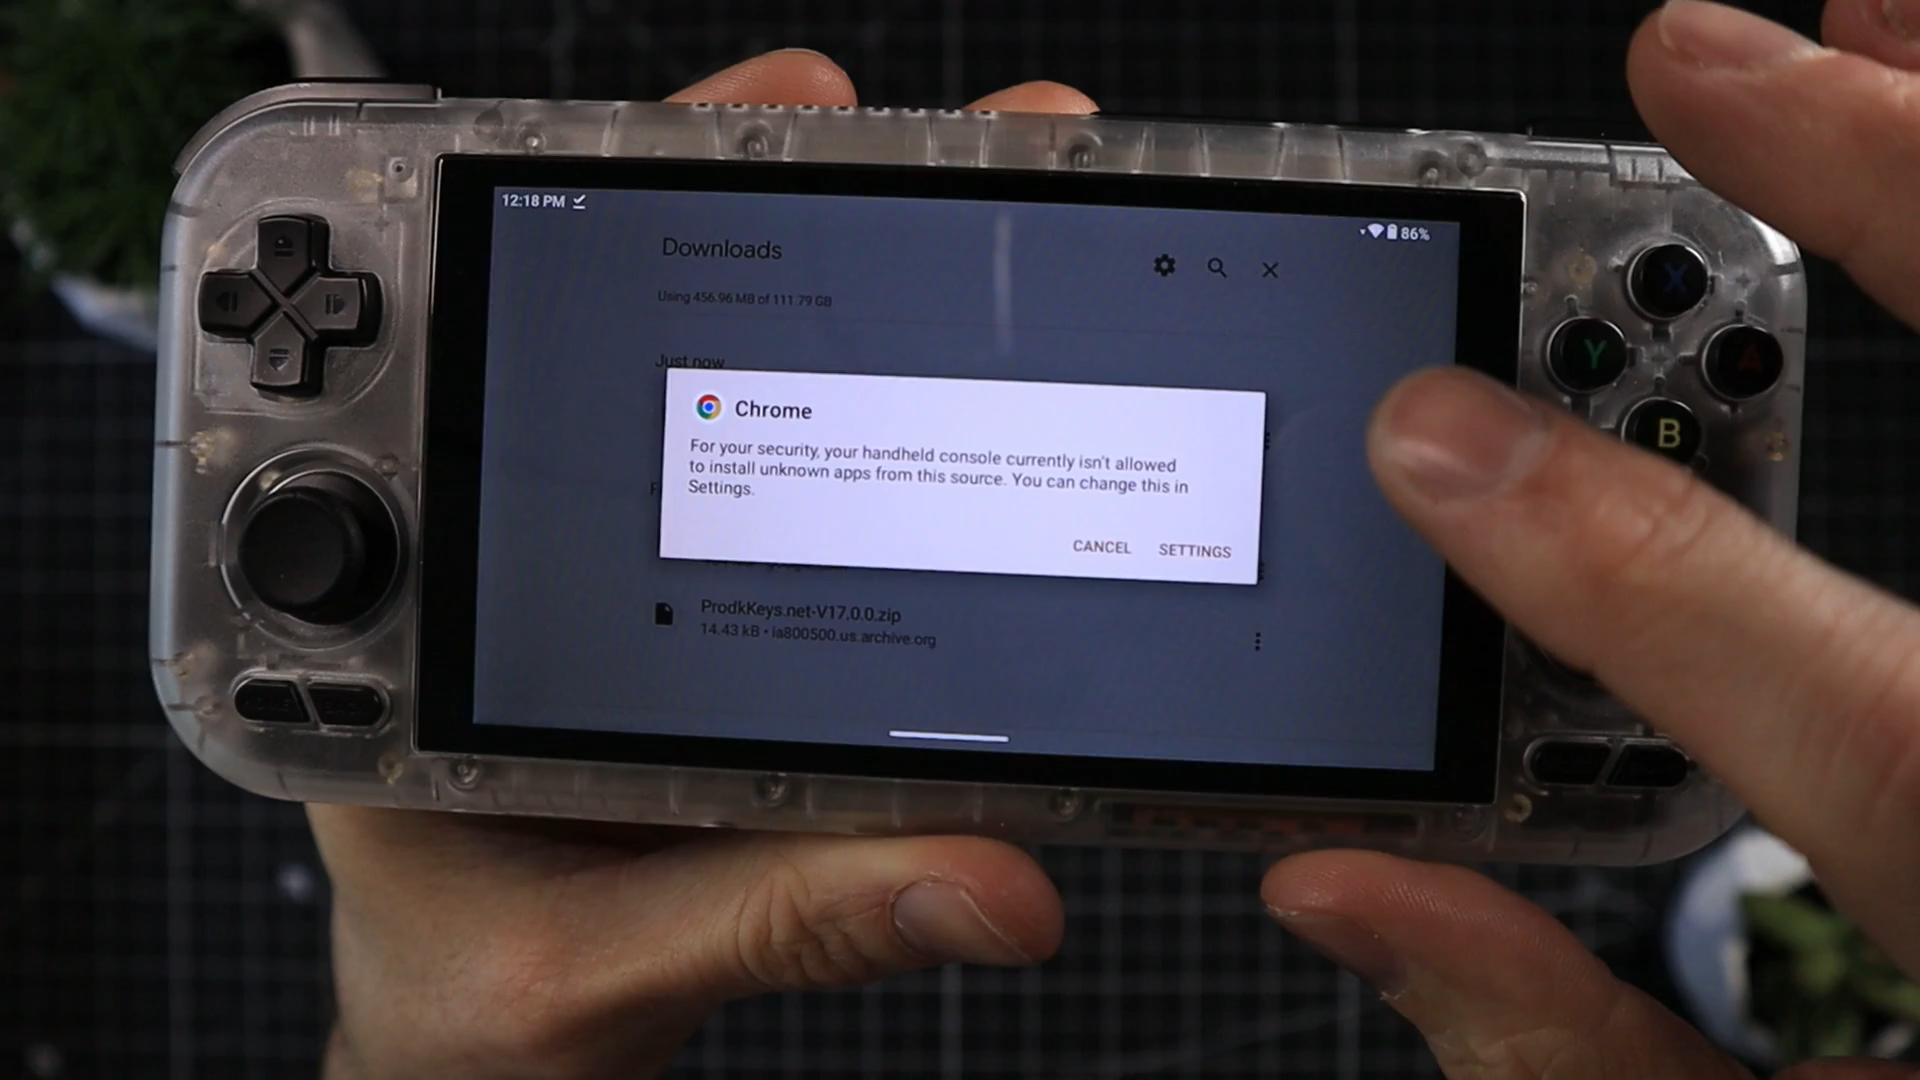 12:18 PM
86%
Downloads
Using 456.96 MB of 111.79 GB
Just now
Chrome
For your security, your handheld console currently isn't allowed
to install unknown apps from this source. You can change this in
Settings.
CANCEL SETTINGS
ProdkKeys.net-V17.0.0.zip
14.43 kB • ia800500.us.archive.org
X
Y
A
B